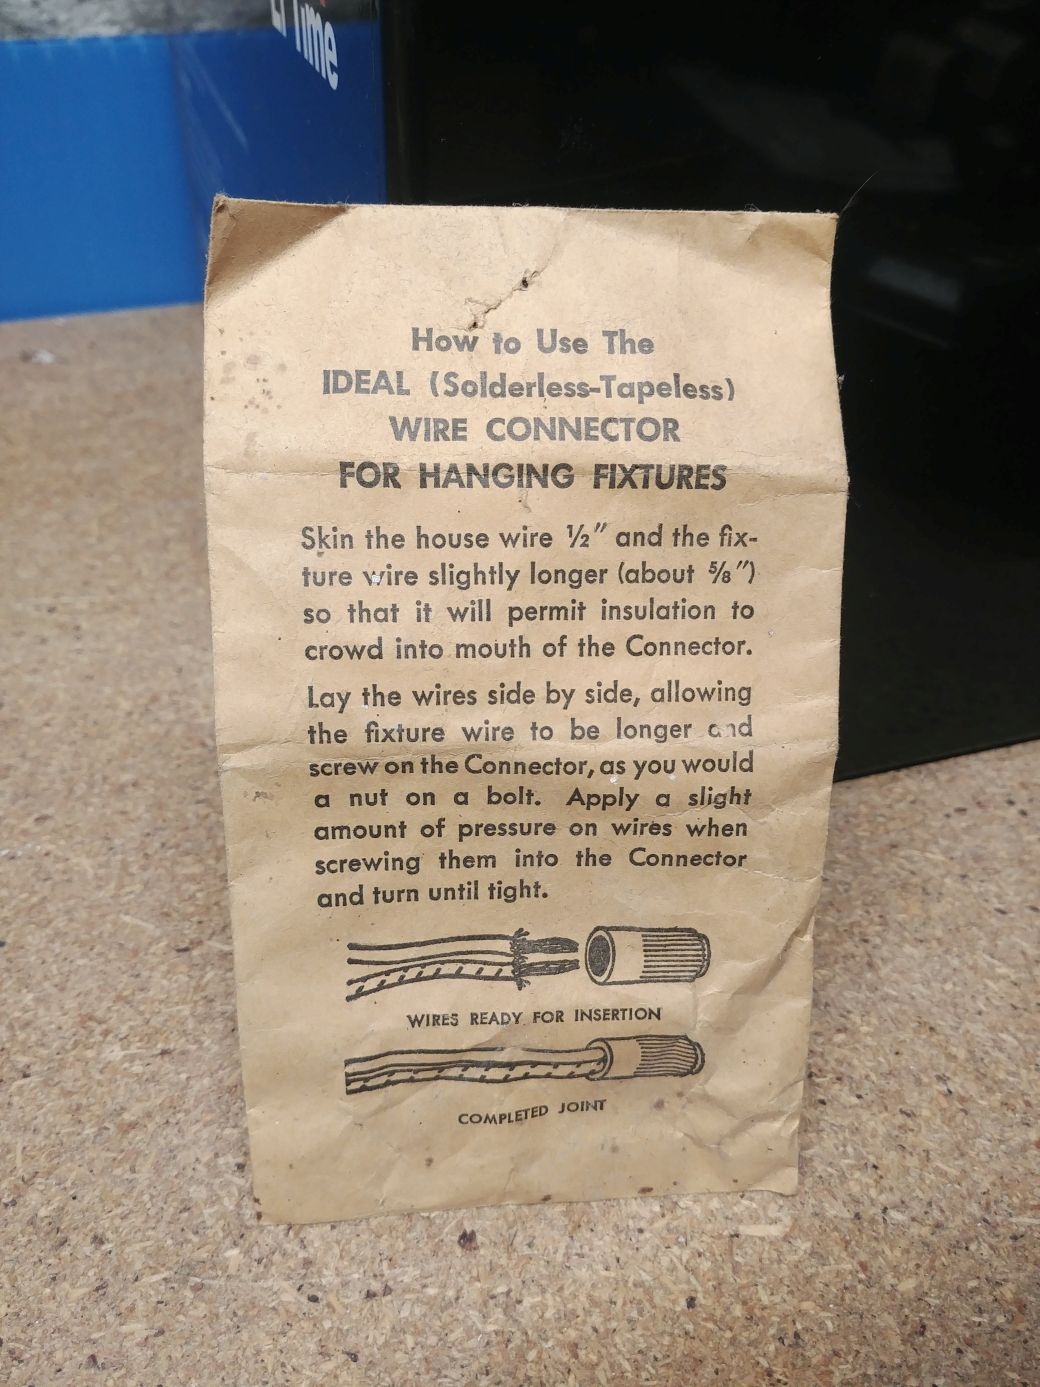 Time
How to Use The
IDEAL (Solderless-Tapeless)
WIRE CONNECTOR
FOR HANGING FIXTURES
Skin the house wire ½" and the fix-
ture wire slightly longer (about ⅝")
so that it will permit insulation to
crowd into mouth of the Connector.
Lay the wires side by side, allowing
the fixture wire to be longer and
screw on the Connector, as you would
a nut on a bolt. Apply a slight
amount of pressure on wires when
screwing them into the Connector
and turn until tight.
WIRES READY FOR INSERTION
COMPLETED JOINT